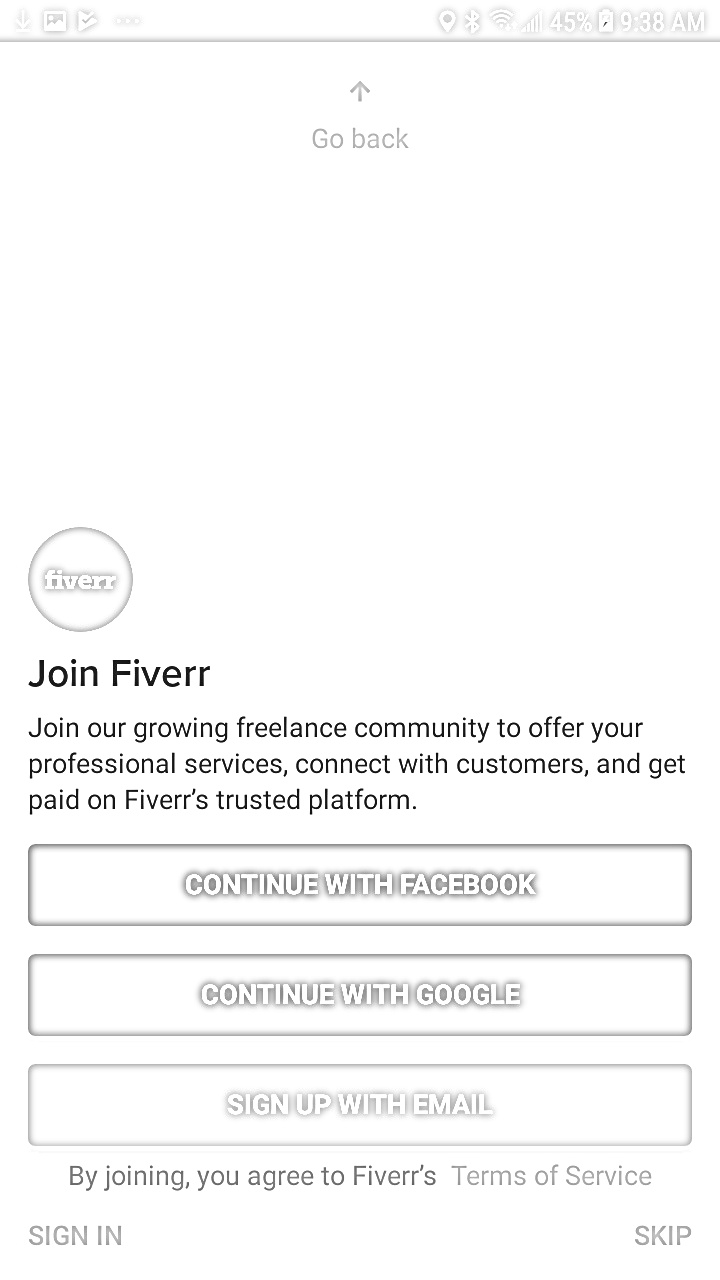 45% 9:38 AM
Go back
fiverr
Join Fiverr
Join our growing freelance community to offer your
professional services, connect with customers, and get
paid on Fiverr’s trusted platform.
CONTINUE WITH FACEBOOK
CONTINUE WITH GOOGLE
SIGN UP WITH EMAIL
By joining, you agree to Fiverr’s Terms of Service
SIGN IN SKIP